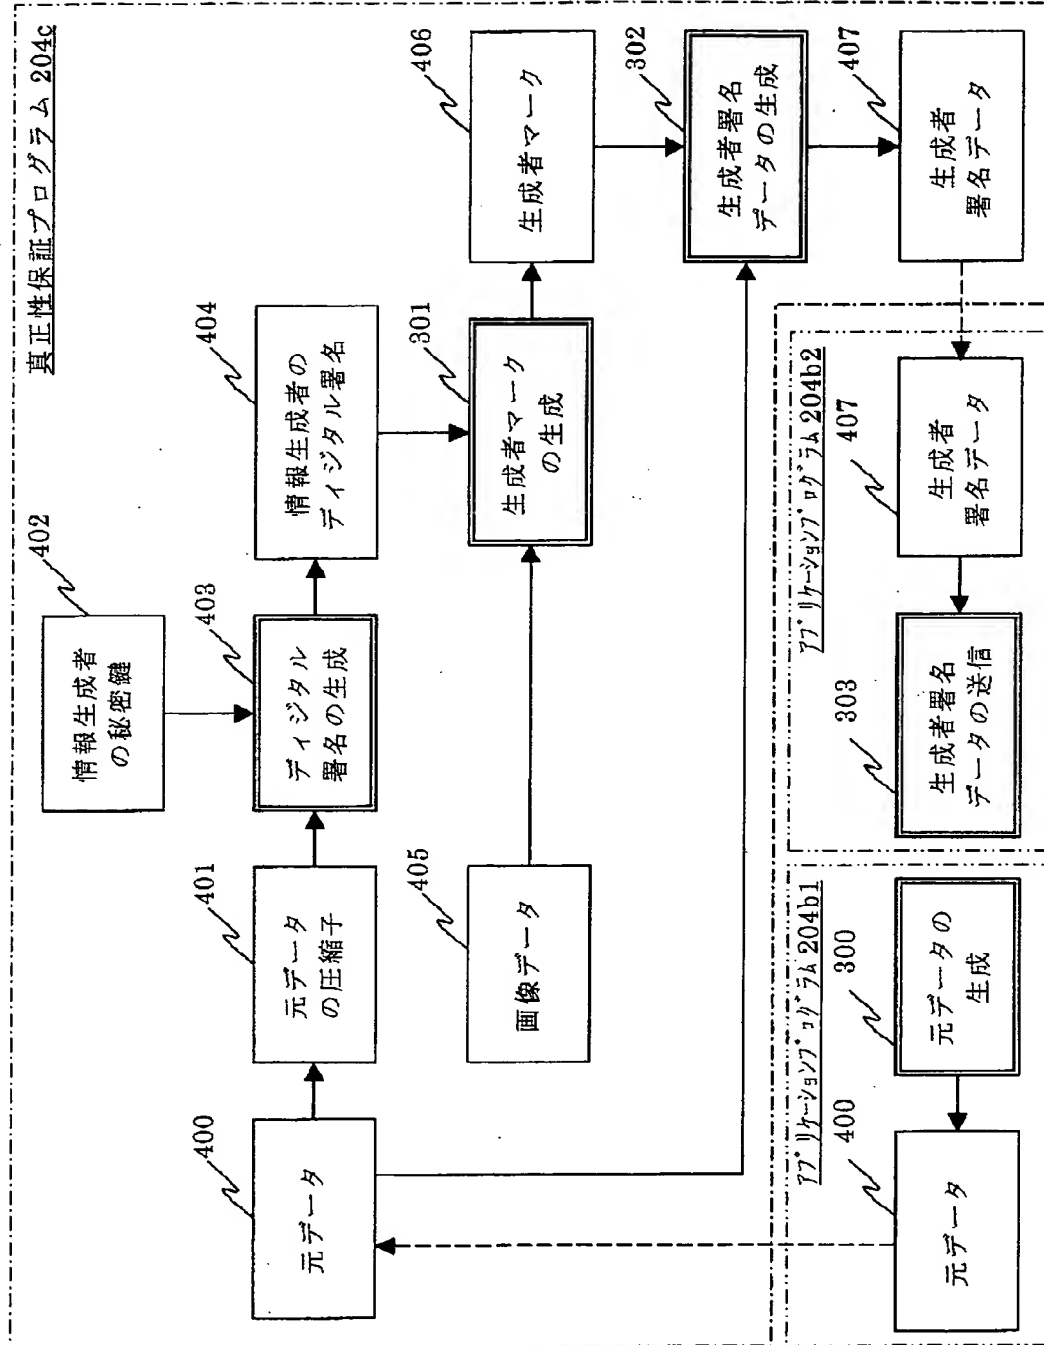 真正性保証プログラム 204c
402
情報生成者
の秘密鍵
400
元データ
401
元データ
の圧縮子
403
ディジタル
署名の生成
404
情報生成者の
ディジタル署名
405
画像データ
301
生成者マーク
の生成
406
生成者マーク
302
生成者署名
データの生成
407
生成者
署名データ
アプリケーションプログラム 204b1
400
元データ
300
元データの
生成
アプリケーションプログラム 204b2
303
生成者署名
データの送信
407
生成者
署名データ